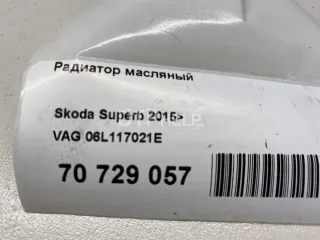 Радиатор масляный
Skoda Superb 2015>
VAG 06L117021E
70 729 057